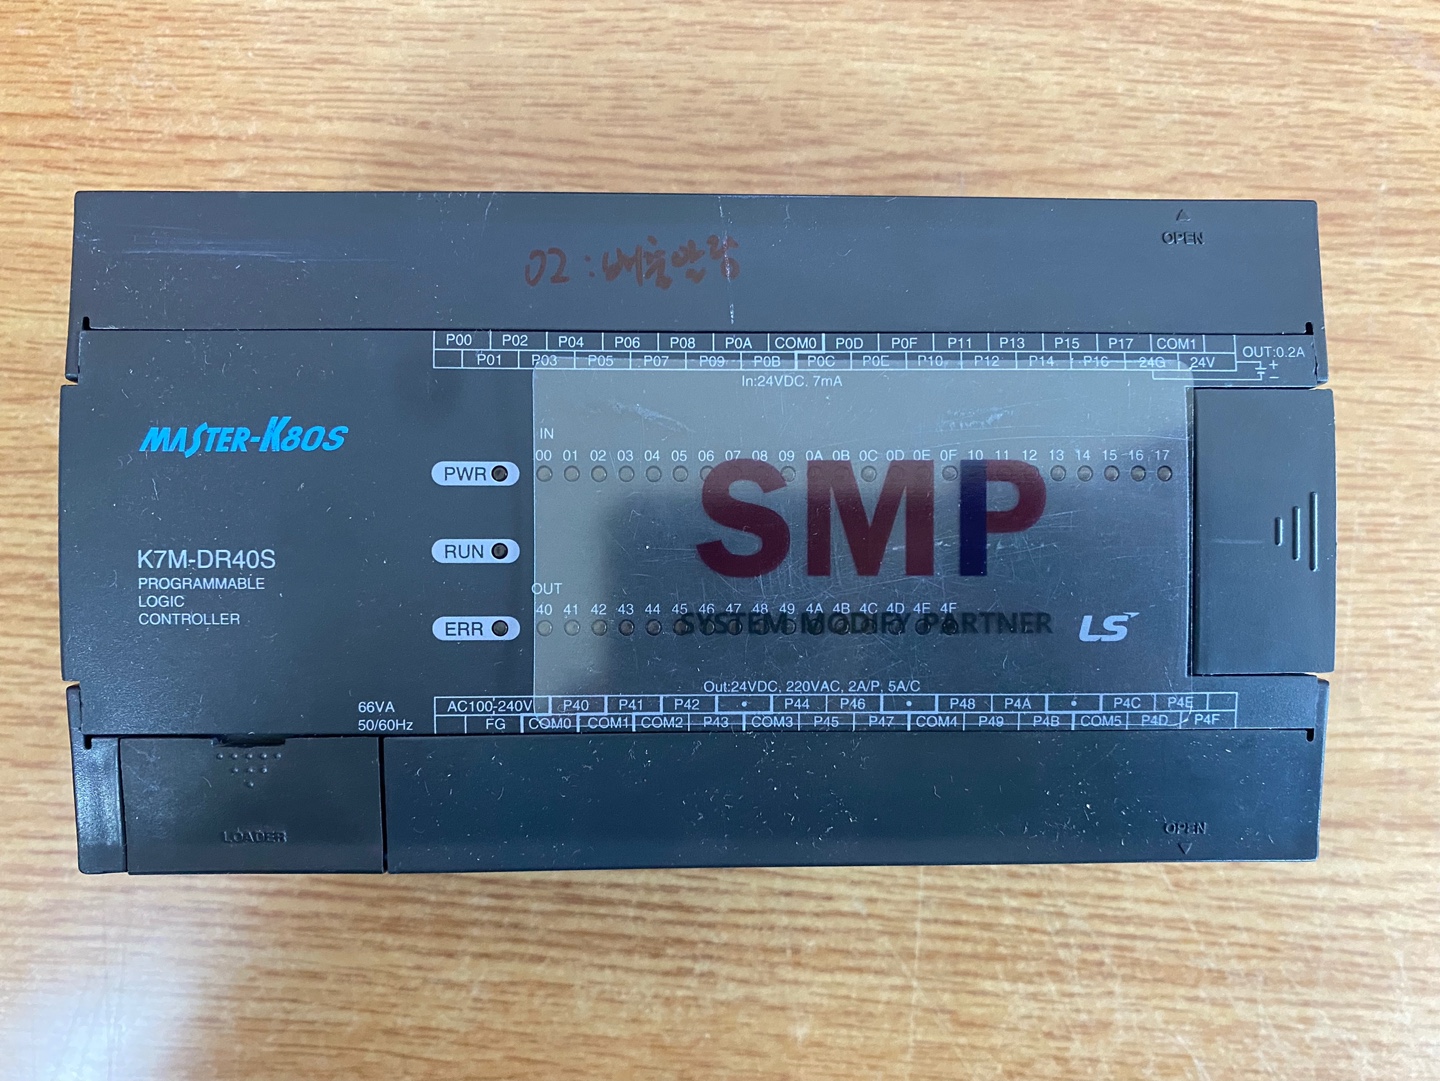 OPEN
02 :
P00 P02 P04 P06 P08 P0A COM0 P0D P0F P11 P13 P15 P17 COM1
P01 P03 P05 P07 P09 P0B P0C P0E P10 P12 P14 P16 24G 24V
OUT:0.2A
+
−
In:24VDC, 7mA
MASTER-K80S
IN
00 01 02 03 04 05 06 07 08 09 0A 0B 0C 0D 0E 0F 10 11 12 13 14 15 16 17
PWR
SMP
K7M-DR40S
PROGRAMMABLE
LOGIC
CONTROLLER
RUN
OUT
40 41 42 43 44 45 46 47 48 49 4A 4B 4C 4D 4E 4F
ERR
SYSTEM MODIFY PARTNER
LS
Out:24VDC, 220VAC, 2A/P, 5A/C
66VA
50/60Hz
AC100-240V P40 P41 P42 • P44 P46 • P48 P4A • P4C P4E
FG COM0 COM1 COM2 P43 COM3 P45 P47 COM4 P49 P4B COM5 P4D P4F
LOADER
OPEN